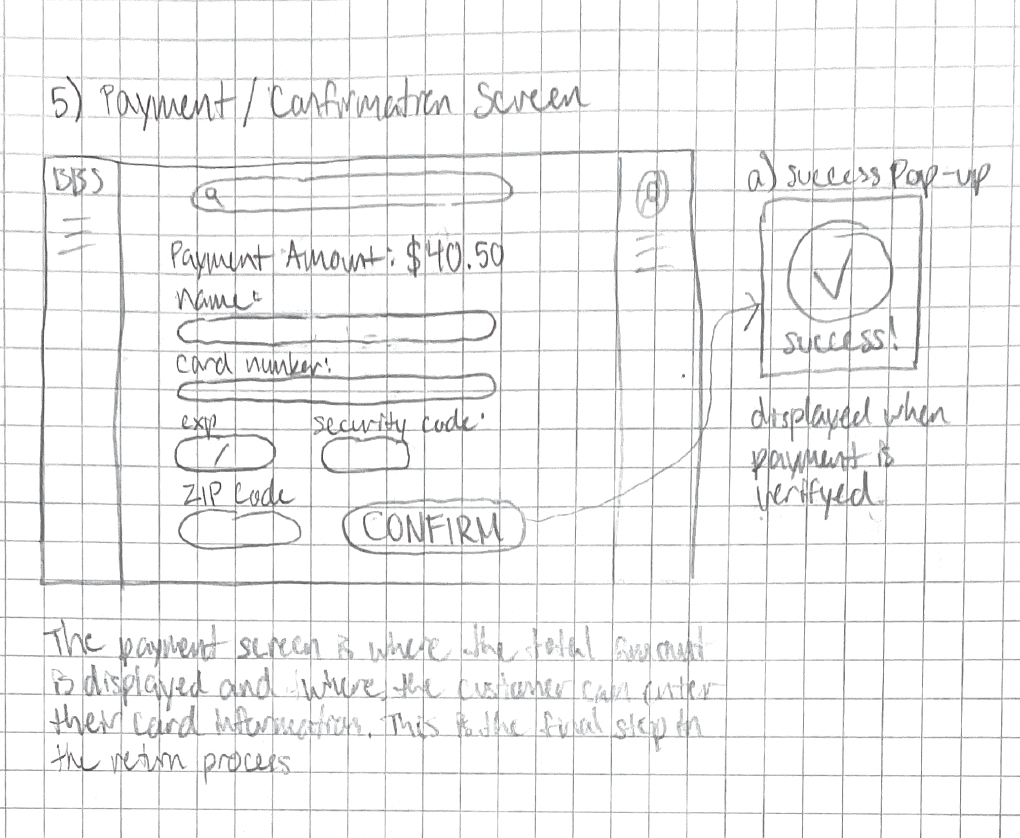 5) Payment / Confirmation Screen
BBS
a) success Pop-up
Payment Amount: $40.50
name:
success!
card number:
exp
security code:
/
displayed when
payment is
verifyed.
ZIP Code
CONFIRM
The payment screen is where the total amount
is displayed and where the customer can enter
their card information. This is the final step in
the return process